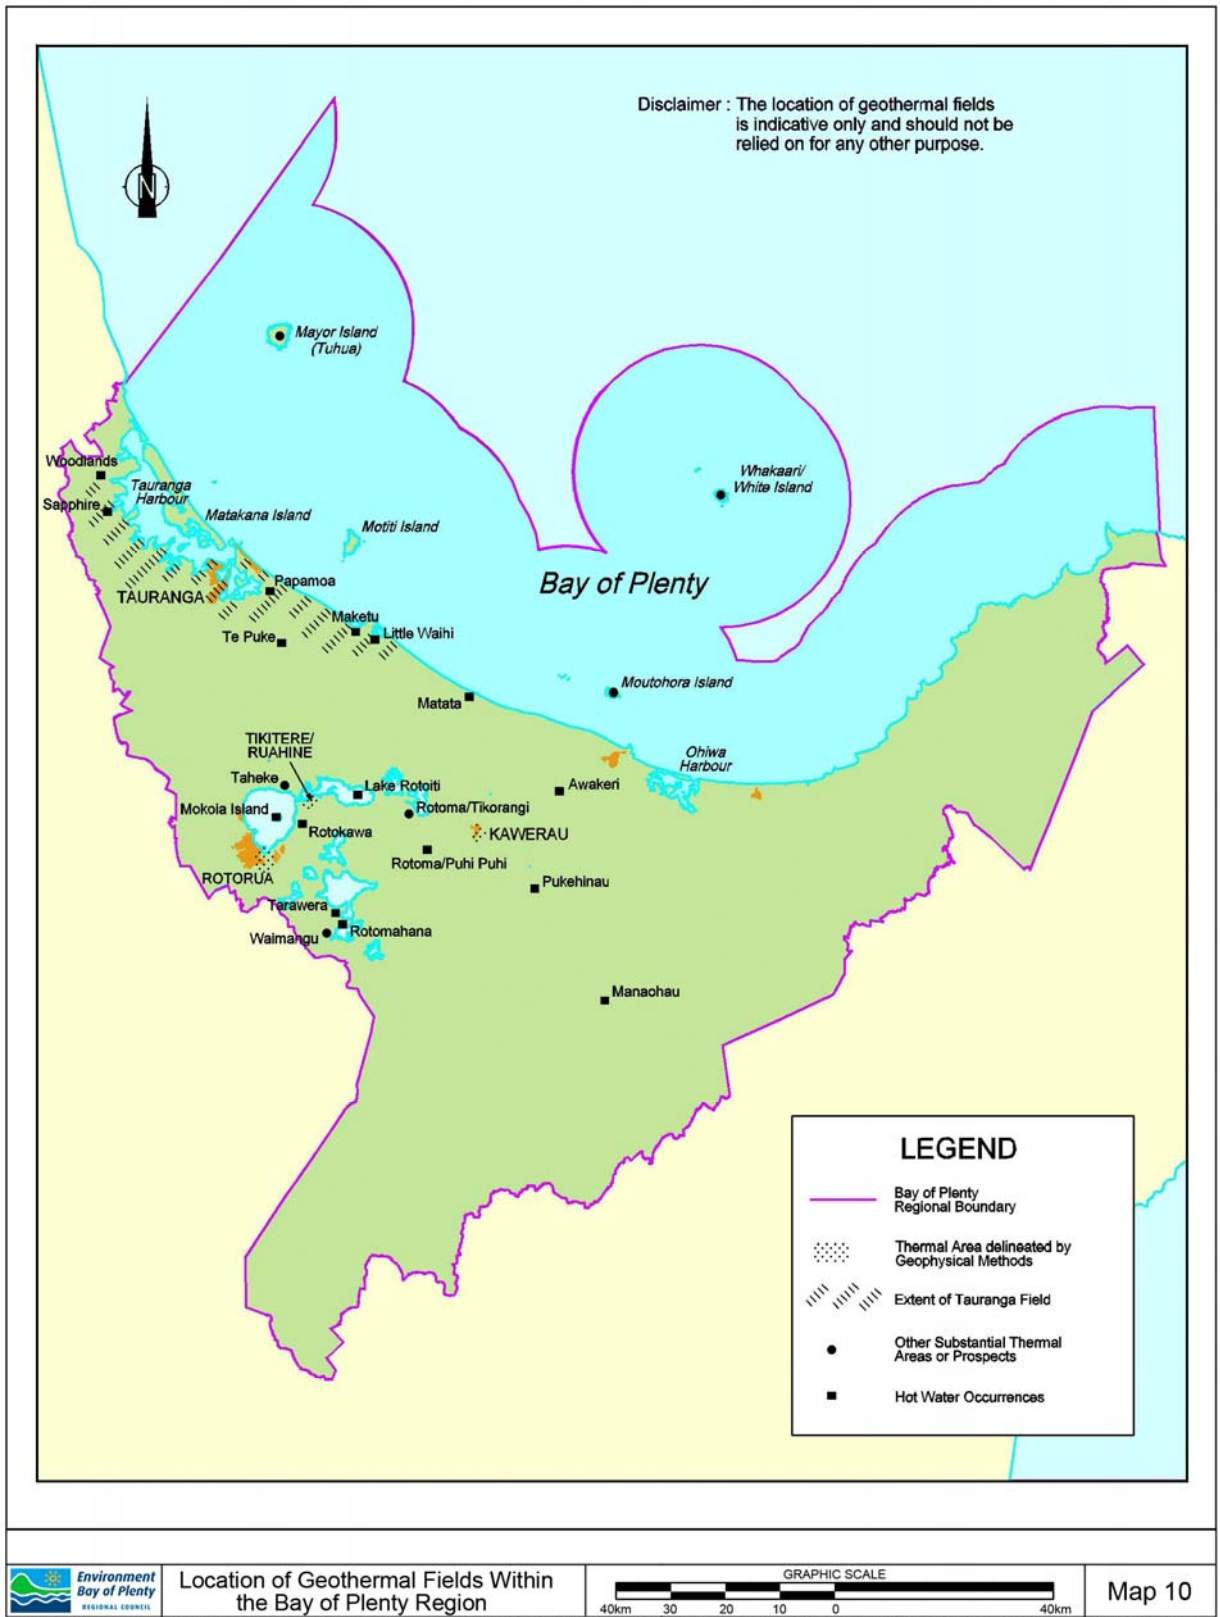 Disclaimer : The location of geothermal fields
is indicative only and should not be
relied on for any other purpose.
N
Mayor Island
(Tuhua)
Woodlands
Tauranga
Harbour
Sapphire
Matakana Island
Motiti Island
Whakaari/
White Island
Bay of Plenty
Papamoa
TAURANGA
Maketu
Te Puke
Little Waihi
Moutohora Island
Matata
TIKITERE/
RUAHINE
Ohiwa
Harbour
Taheke
Lake Rotoiti
Awakeri
Mokoia Island
Rotoma/Tikorangi
Rotokawa
KAWERAU
Rotoma/Puhi Puhi
ROTORUA
Pukehinau
Tarawera
Rotomahana
Waimangu
Manaohau
LEGEND
Bay of Plenty
Regional Boundary
Thermal Area delineated by
Geophysical Methods
Extent of Tauranga Field
Other Substantial Thermal
Areas or Prospects
Hot Water Occurrences
Environment
Bay of Plenty
REGIONAL COUNCIL
Location of Geothermal Fields Within
the Bay of Plenty Region
GRAPHIC SCALE
40km 30 20 10 0 40km
Map 10